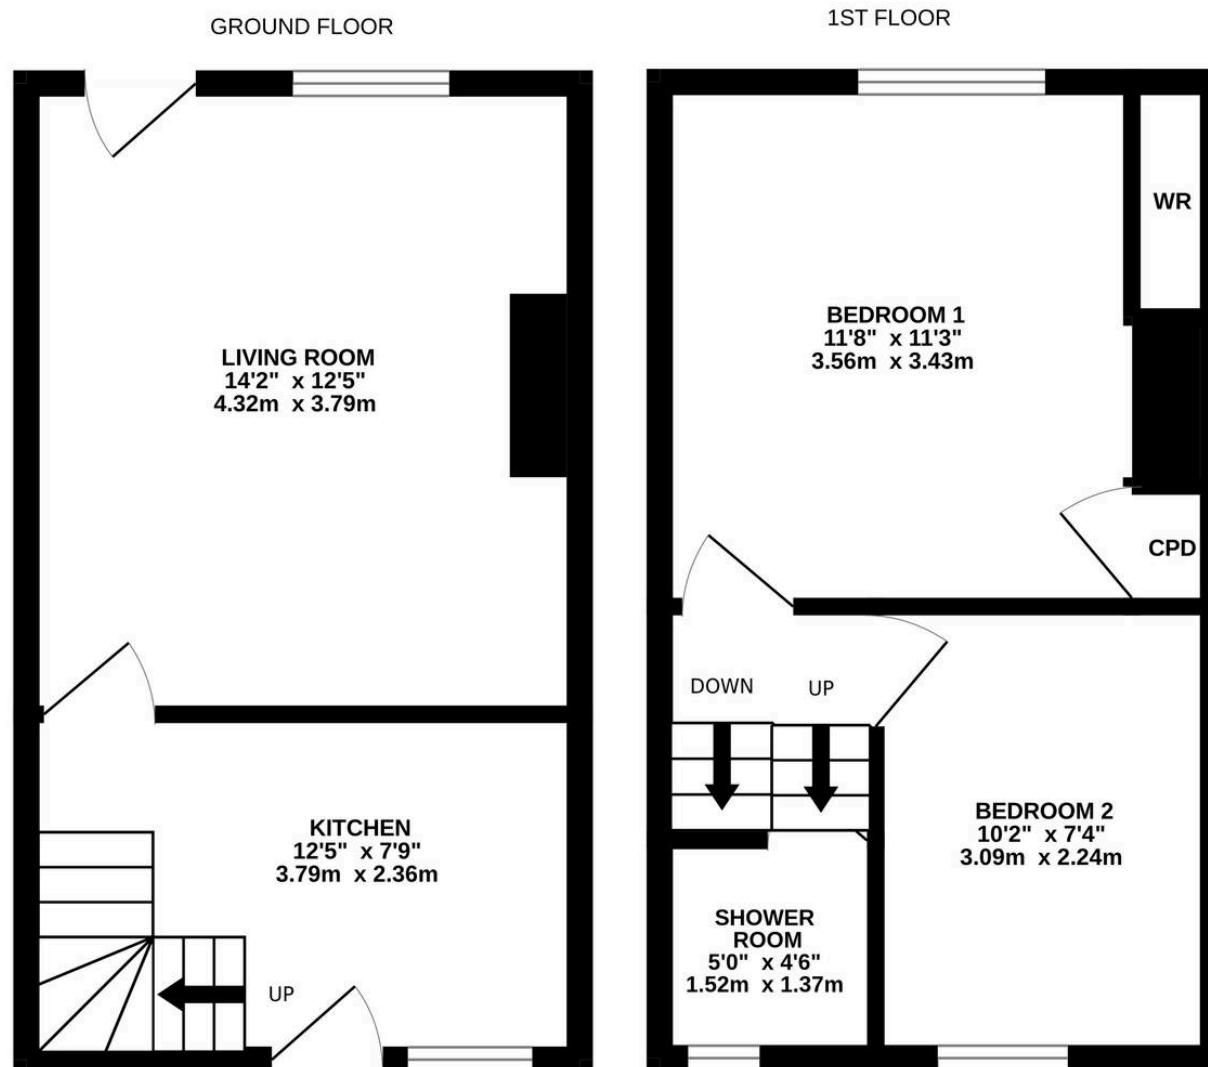 GROUND FLOOR
LIVING ROOM
14'2" x 12'5"
4.32m x 3.79m
KITCHEN
12'5" x 7'9"
3.79m x 2.36m
UP
1ST FLOOR
WR
BEDROOM 1
11'8" x 11'3"
3.56m x 3.43m
CPD
DOWN
UP
BEDROOM 2
10'2" x 7'4"
3.09m x 2.24m
SHOWER
ROOM
5'0" x 4'6"
1.52m x 1.37m